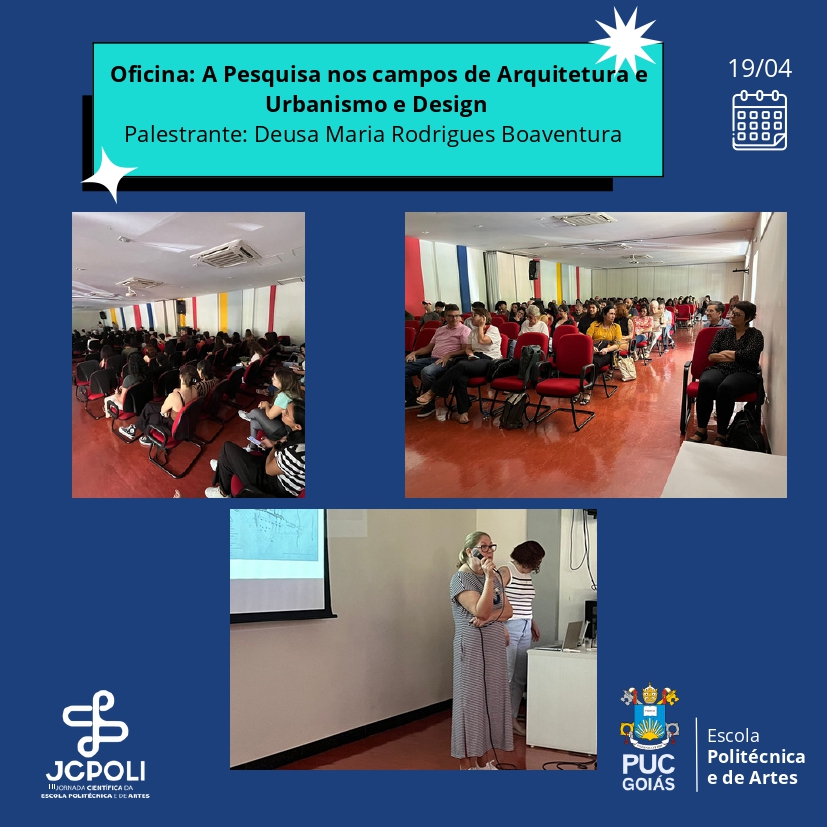 Oficina: A Pesquisa nos campos de Arquitetura e
Urbanismo e Design
Palestrante: Deusa Maria Rodrigues Boaventura
19/04
JCPOLI
III JORNADA CIENTÍFICA DA
ESCOLA POLITÉCNICA E DE ARTES
PUC
GOIÁS
Escola
Politécnica
e de Artes